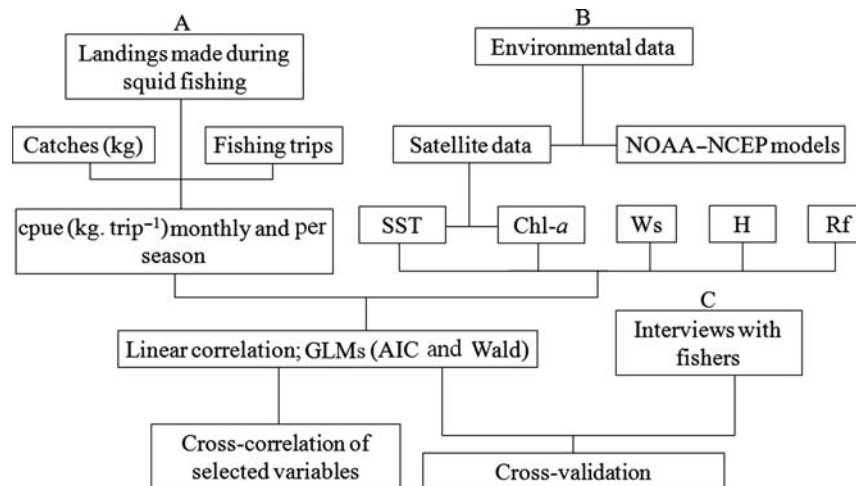 A
Landings made during
squid fishing
B
Environmental data
Catches (kg)
Fishing trips
Satellite data
NOAA–NCEP models
cpue (kg. trip⁻¹) monthly and per
season
SST
Chl-a
Ws
H
Rf
C
Interviews with
fishers
Linear correlation; GLMs (AIC and Wald)
Cross-correlation of
selected variables
Cross-validation